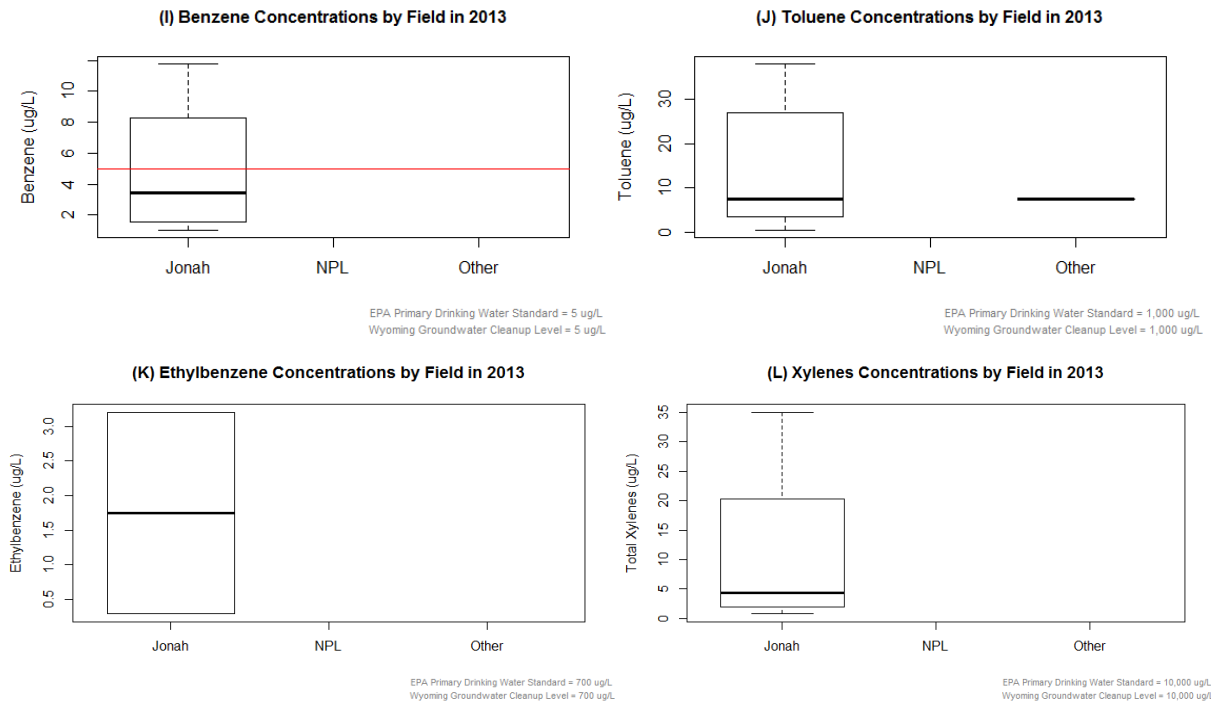 (I) Benzene Concentrations by Field in 2013
Benzene (ug/L)
10
8
6
4
2
Jonah NPL Other
EPA Primary Drinking Water Standard = 5 ug/L
Wyoming Groundwater Cleanup Level = 5 ug/L
(J) Toluene Concentrations by Field in 2013
Toluene (ug/L)
30
20
10
0
Jonah NPL Other
EPA Primary Drinking Water Standard = 1,000 ug/L
Wyoming Groundwater Cleanup Level = 1,000 ug/L
(K) Ethylbenzene Concentrations by Field in 2013
Ethylbenzene (ug/L)
3.0
2.5
2.0
1.5
1.0
0.5
Jonah NPL Other
EPA Primary Drinking Water Standard = 700 ug/L
Wyoming Groundwater Cleanup Level = 700 ug/L
(L) Xylenes Concentrations by Field in 2013
Total Xylenes (ug/L)
35
30
25
20
15
10
5
0
Jonah NPL Other
EPA Primary Drinking Water Standard = 10,000 ug/L
Wyoming Groundwater Cleanup Level = 10,000 ug/l